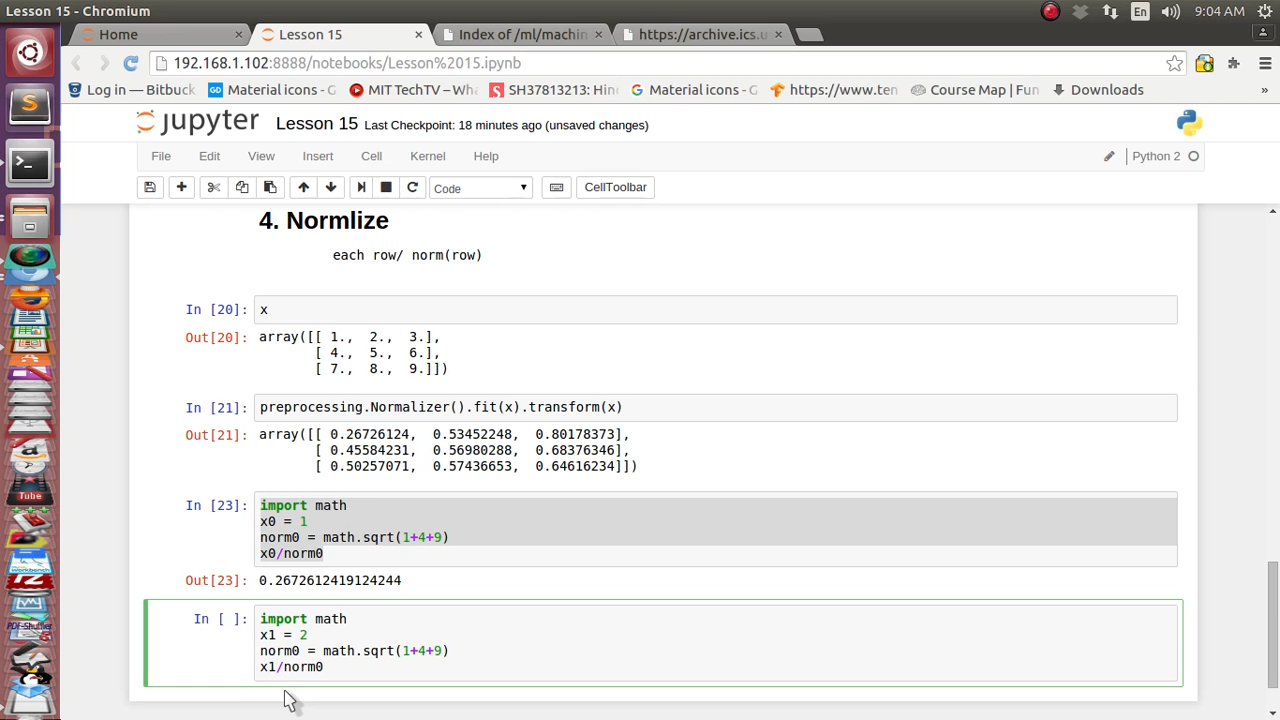 Lesson 15 - Chromium
En
9:04 AM
Home
Lesson 15
Index of /ml/machin
https://archive.ics.u
192.168.1.102:8888/notebooks/Lesson%2015.ipynb
Log in — Bitbuck
Material icons - G
MIT TechTV – Wha
SH37813213: Hin
Material icons - G
https://www.ten
Course Map | Fun
Downloads
»
jupyter
Lesson 15
Last Checkpoint: 18 minutes ago (unsaved changes)
File
Edit
View
Insert
Cell
Kernel
Help
Python 2
Code
CellToolbar
4. Normlize
each row/ norm(row)
In [20]:
x
Out[20]:
array([[ 1., 2., 3.],
[ 4., 5., 6.],
[ 7., 8., 9.]])
In [21]:
preprocessing.Normalizer().fit(x).transform(x)
Out[21]:
array([[ 0.26726124, 0.53452248, 0.80178373],
[ 0.45584231, 0.56980288, 0.68376346],
[ 0.50257071, 0.57436653, 0.64616234]])
In [23]:
import math
x0 = 1
norm0 = math.sqrt(1+4+9)
x0/norm0
Out[23]:
0.2672612419124244
In [ ]:
import math
x1 = 2
norm0 = math.sqrt(1+4+9)
x1/norm0